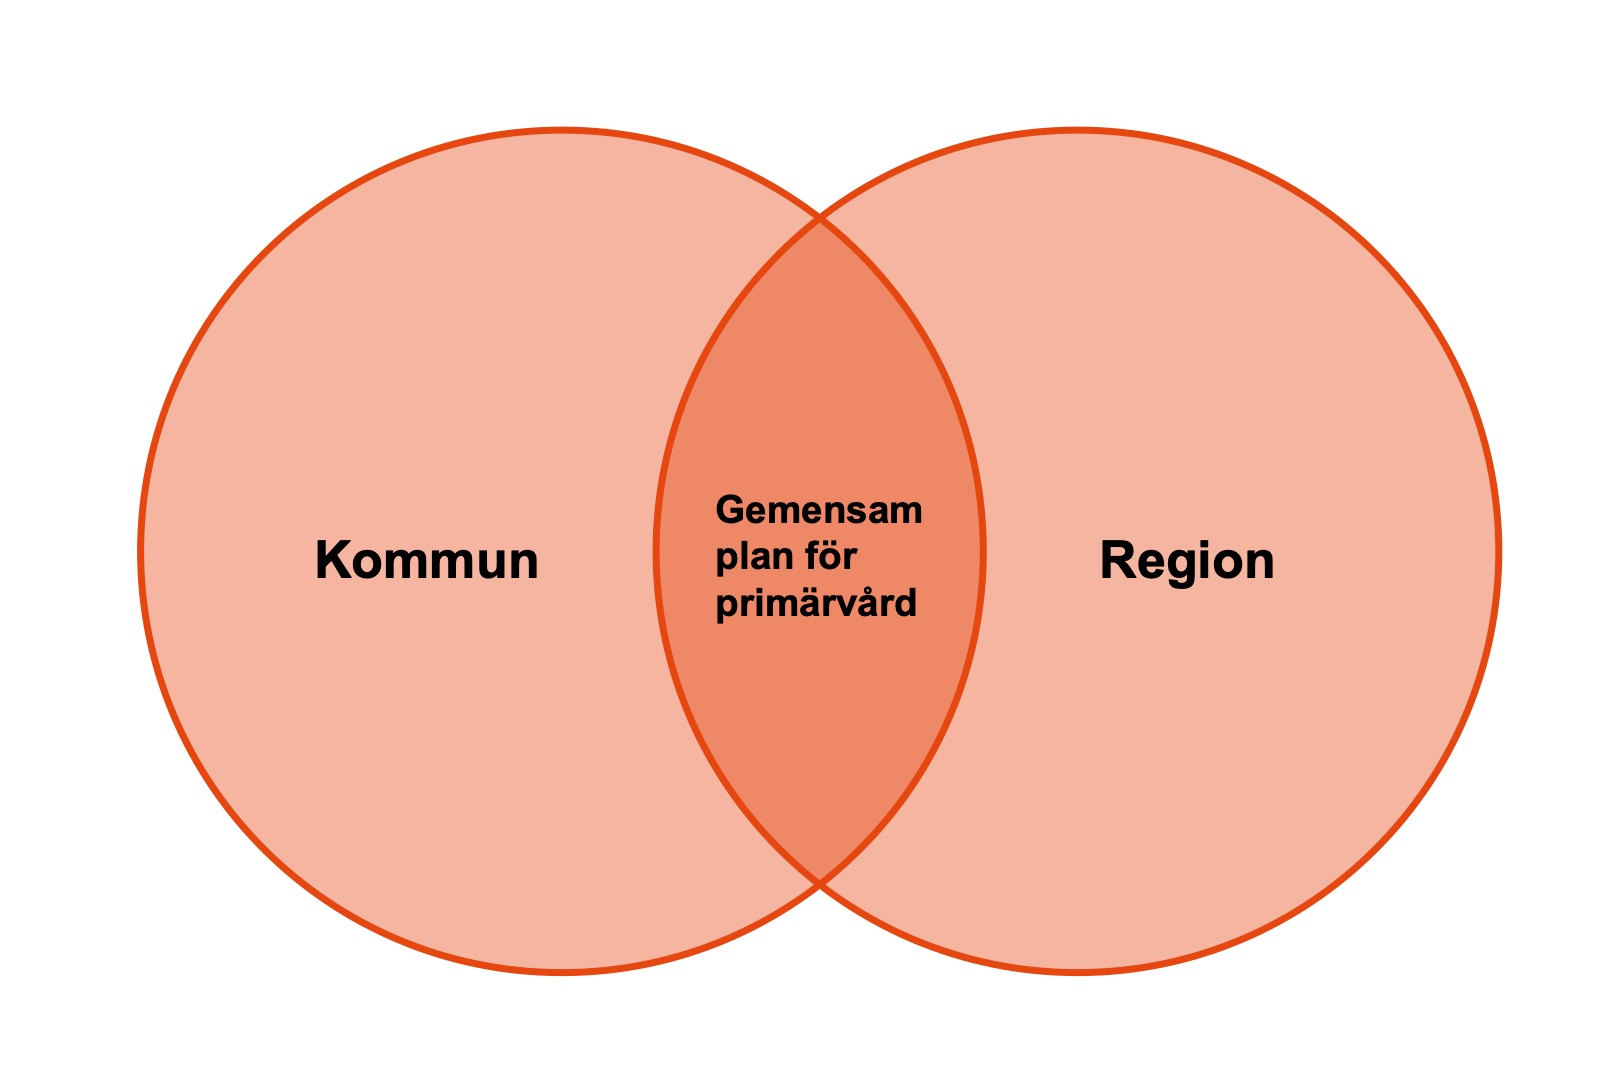 Kommun
Gemensam
plan för
primärvård
Region